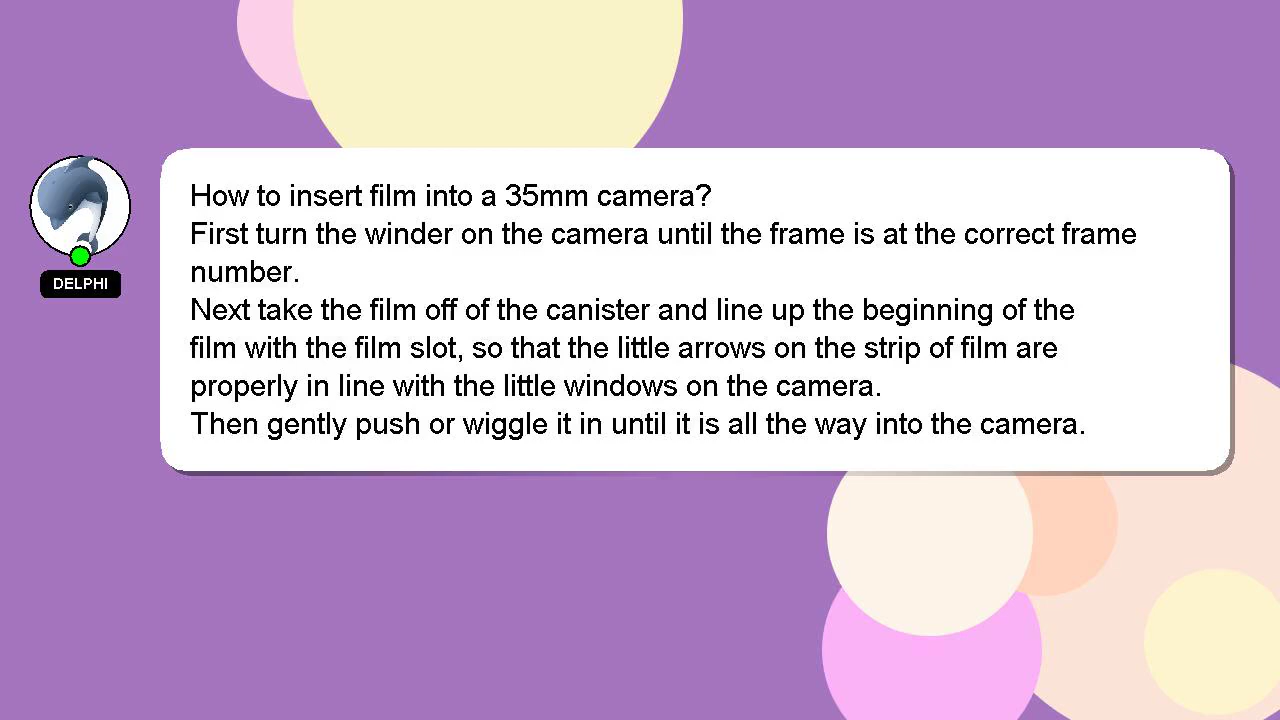 How to insert film into a 35mm camera?
First turn the winder on the camera until the frame is at the correct frame
number.
Next take the film off of the canister and line up the beginning of the
film with the film slot, so that the little arrows on the strip of film are
properly in line with the little windows on the camera.
Then gently push or wiggle it in until it is all the way into the camera.
DELPHI